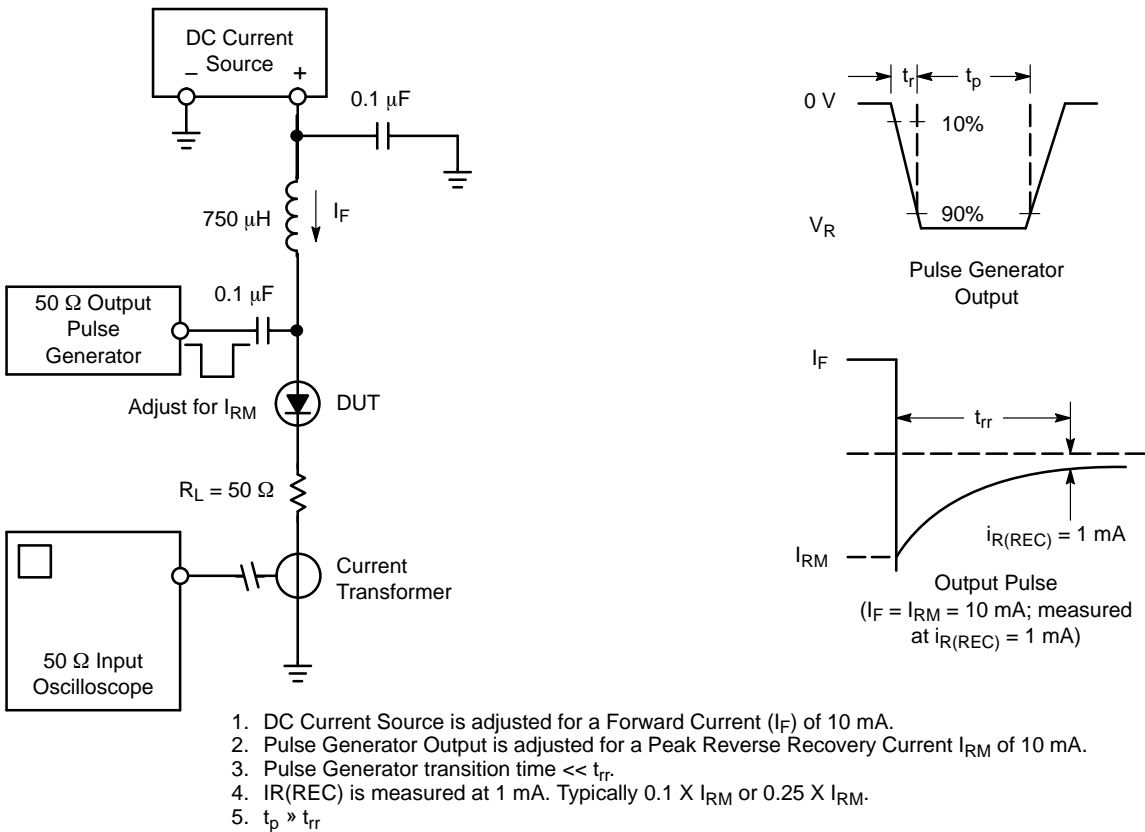 DC Current
Source
– +
0.1 μF
750 μH
I_F
50 Ω Output
Pulse
Generator
0.1 μF
Adjust for I_RM
DUT
R_L = 50 Ω
Current
Transformer
50 Ω Input
Oscilloscope
t_r t_p
0 V
10%
90%
V_R
Pulse Generator
Output
I_F
t_rr
i_R(REC) = 1 mA
I_RM
Output Pulse
(I_F = I_RM = 10 mA; measured
at i_R(REC) = 1 mA)
1. DC Current Source is adjusted for a Forward Current (I_F) of 10 mA.
2. Pulse Generator Output is adjusted for a Peak Reverse Recovery Current I_RM of 10 mA.
3. Pulse Generator transition time << t_rr.
4. IR(REC) is measured at 1 mA. Typically 0.1 X I_RM or 0.25 X I_RM.
5. t_p » t_rr